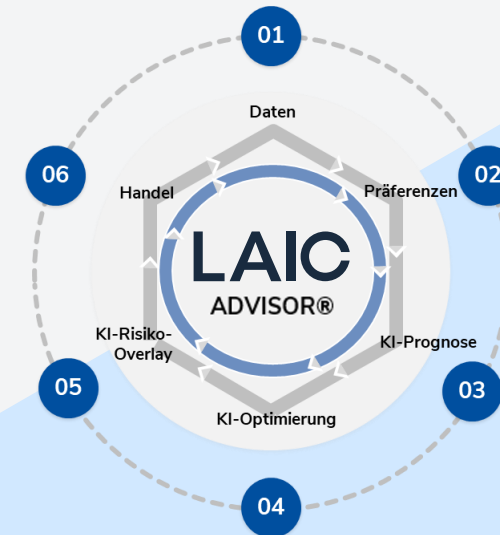 01
Daten
06
02
Handel
Präferenzen
LAIC
ADVISOR®
KI-Risiko-
Overlay
KI-Prognose
05
03
KI-Optimierung
04